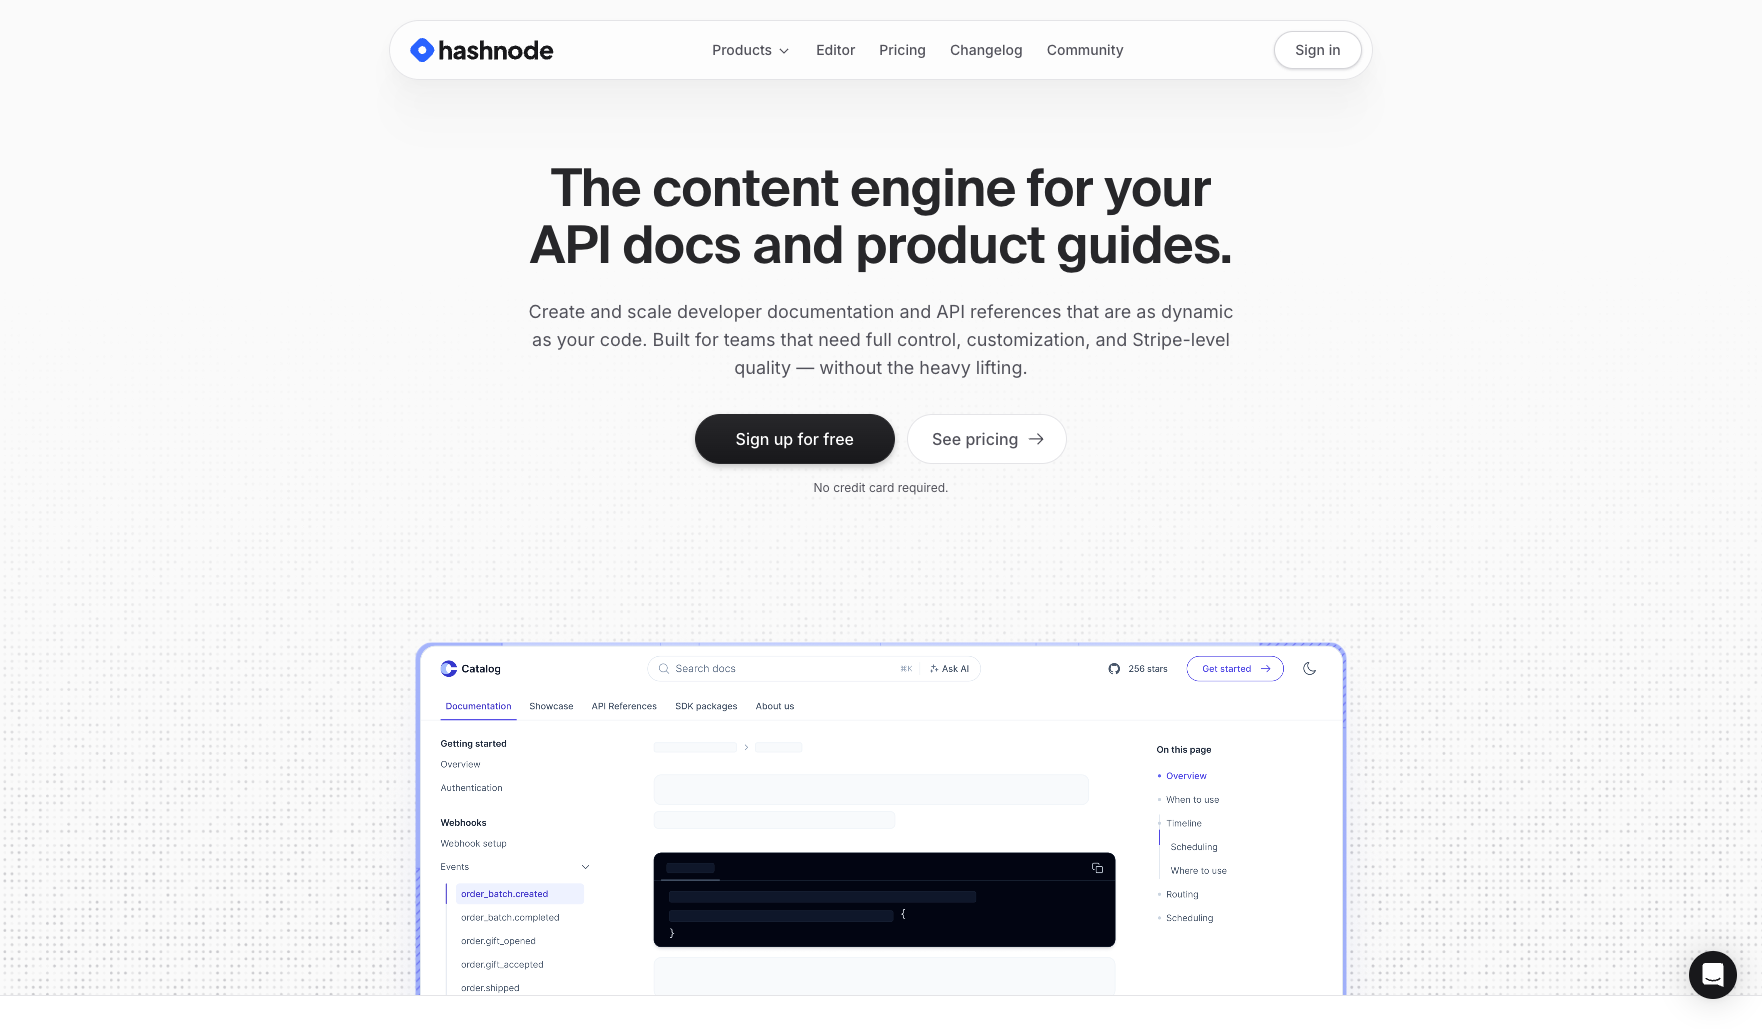 hashnode
Products
Editor
Pricing
Changelog
Community
Sign in
The content engine for your
API docs and product guides.
Create and scale developer documentation and API references that are as dynamic
as your code. Built for teams that need full control, customization, and Stripe-level
quality — without the heavy lifting.
Sign up for free
See pricing
No credit card required.
Catalog
Search docs
⌘K
Ask AI
256 stars
Get started
Documentation
Showcase
API References
SDK packages
About us
Getting started
Overview
Authentication
Webhooks
Webhook setup
Events
order_batch.created
order_batch.completed
order.gift_opened
order.gift_accepted
order.shipped
{
}
On this page
Overview
When to use
Timeline
Scheduling
Where to use
Routing
Scheduling